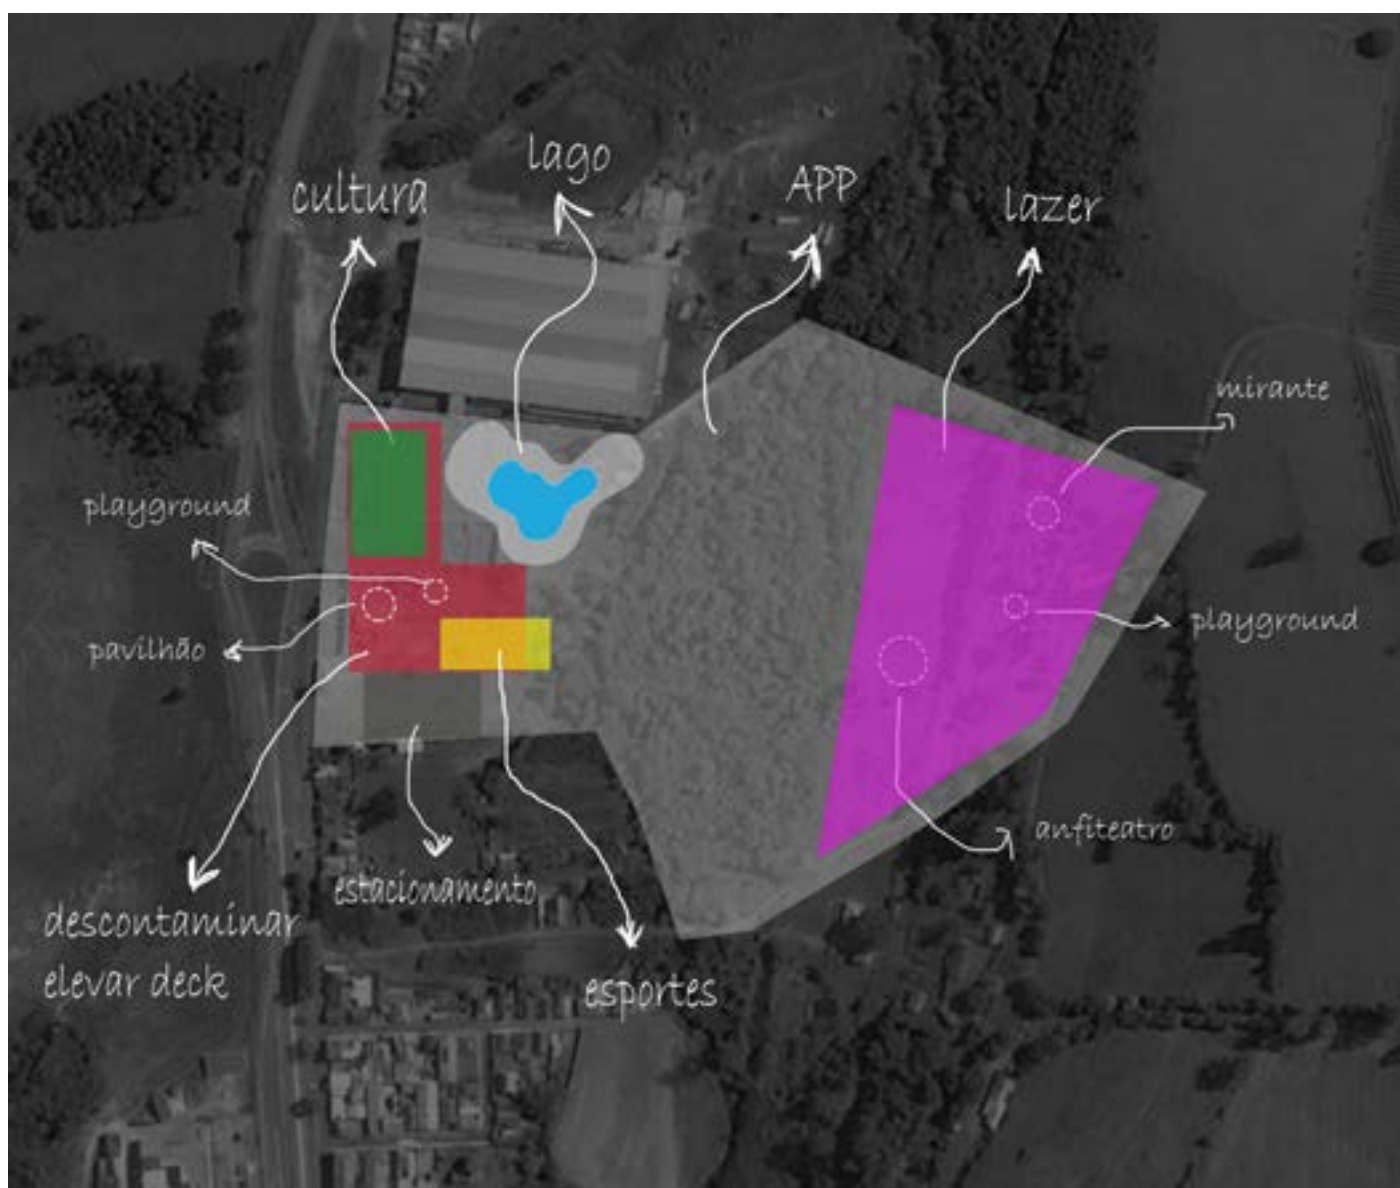 lago
cultura
APP
lazer
mirante
playground
playground
pavilhão
anfiteatro
estacionamento
descontaminar
elevar deck
esportes